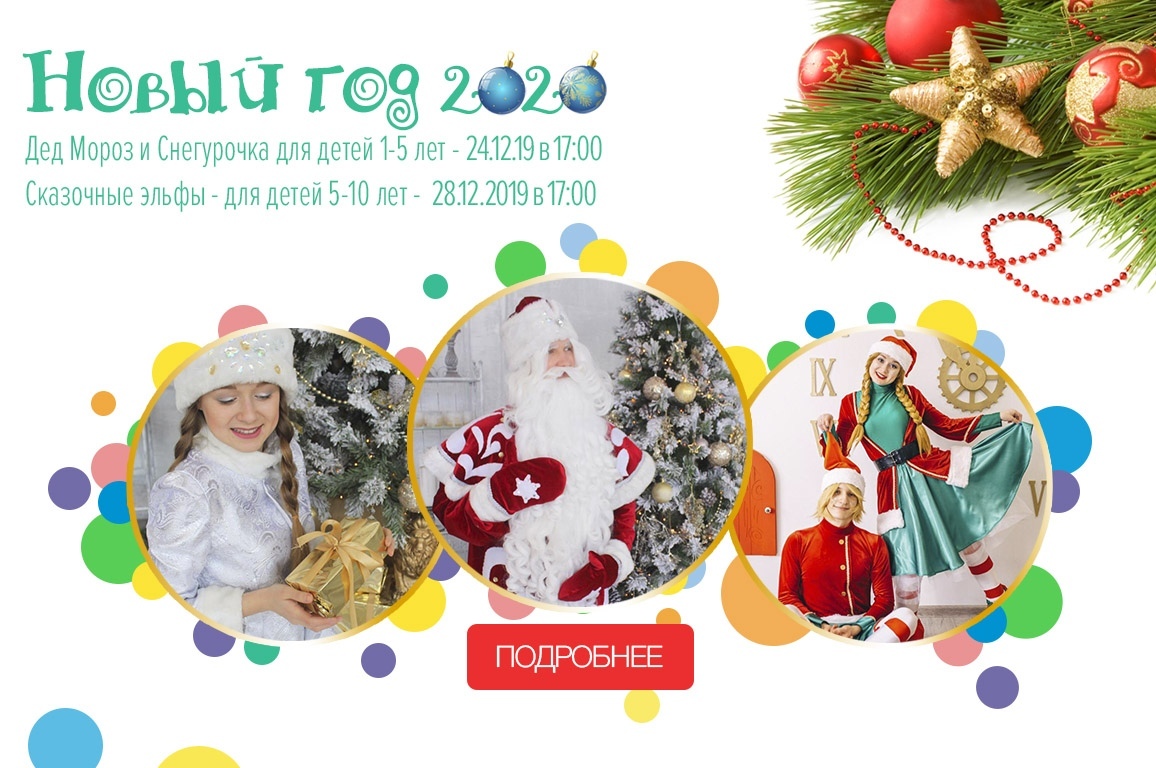 Новый год 2020
Дед Мороз и Снегурочка для детей 1-5 лет - 24.12.19 в 17:00
Сказочные эльфы - для детей 5-10 лет - 28.12.2019 в 17:00
IX
V
ПОДРОБНЕЕ